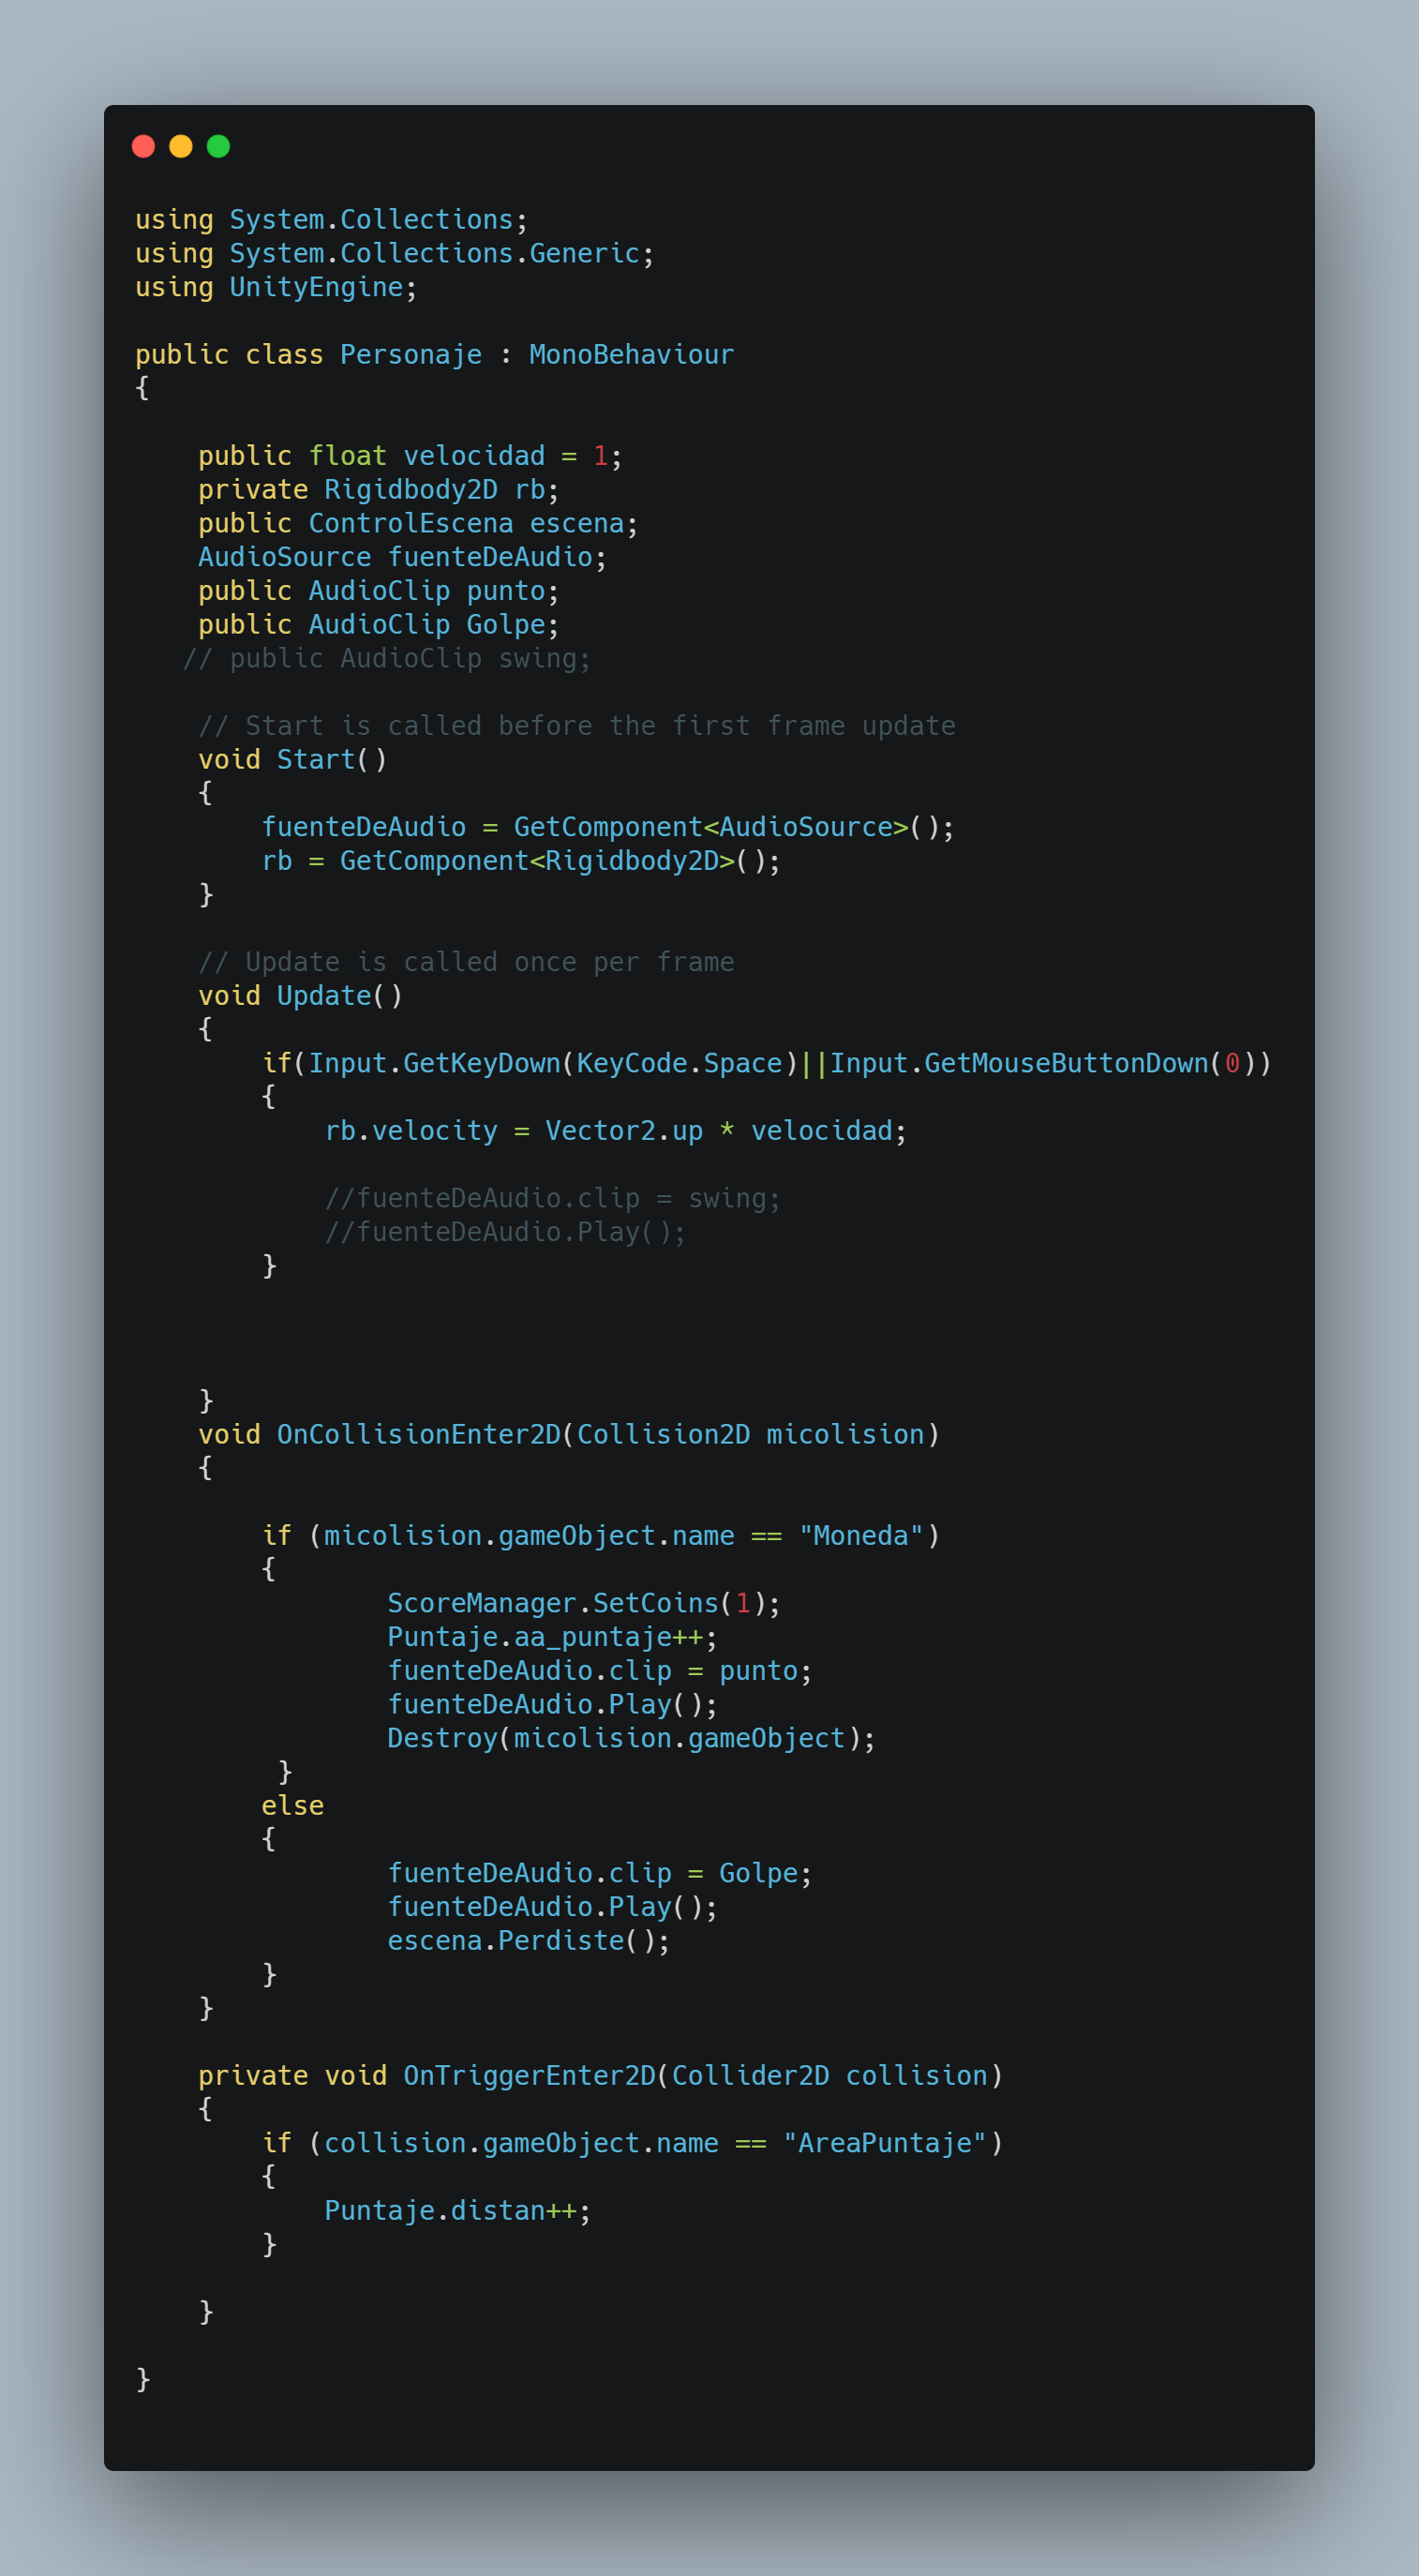 using System.Collections;
using System.Collections.Generic;
using UnityEngine;

public class Personaje : MonoBehaviour
{

    public float velocidad = 1;
    private Rigidbody2D rb;
    public ControlEscena escena;
    AudioSource fuenteDeAudio;
    public AudioClip punto;
    public AudioClip Golpe;
   // public AudioClip swing;

    // Start is called before the first frame update
    void Start()
    {
        fuenteDeAudio = GetComponent<AudioSource>();
        rb = GetComponent<Rigidbody2D>();
    }

    // Update is called once per frame
    void Update()
    {
        if(Input.GetKeyDown(KeyCode.Space)||Input.GetMouseButtonDown(0))
        {
            rb.velocity = Vector2.up * velocidad;

            //fuenteDeAudio.clip = swing;
            //fuenteDeAudio.Play();
        }



    }
    void OnCollisionEnter2D(Collision2D micolision)
    {

        if (micolision.gameObject.name == "Moneda")
        {
                ScoreManager.SetCoins(1);
                Puntaje.aa_puntaje++;
                fuenteDeAudio.clip = punto;
                fuenteDeAudio.Play();
                Destroy(micolision.gameObject);
         }
        else
        {
                fuenteDeAudio.clip = Golpe;
                fuenteDeAudio.Play();
                escena.Perdiste();
        }
    }

    private void OnTriggerEnter2D(Collider2D collision)
    {
        if (collision.gameObject.name == "AreaPuntaje")
        {
            Puntaje.distan++;
        }

    }

}